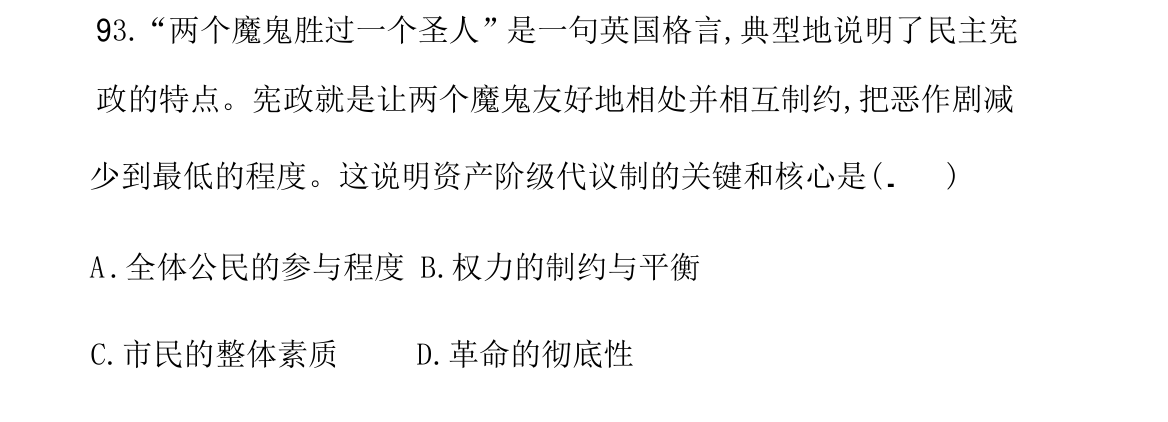 93.“两个魔鬼胜过一个圣人”是一句英国格言,典型地说明了民主宪
政的特点。宪政就是让两个魔鬼友好地相处并相互制约,把恶作剧减
少到最低的程度。这说明资产阶级代议制的关键和核心是(. )
A.全体公民的参与程度 B.权力的制约与平衡
C.市民的整体素质 D.革命的彻底性